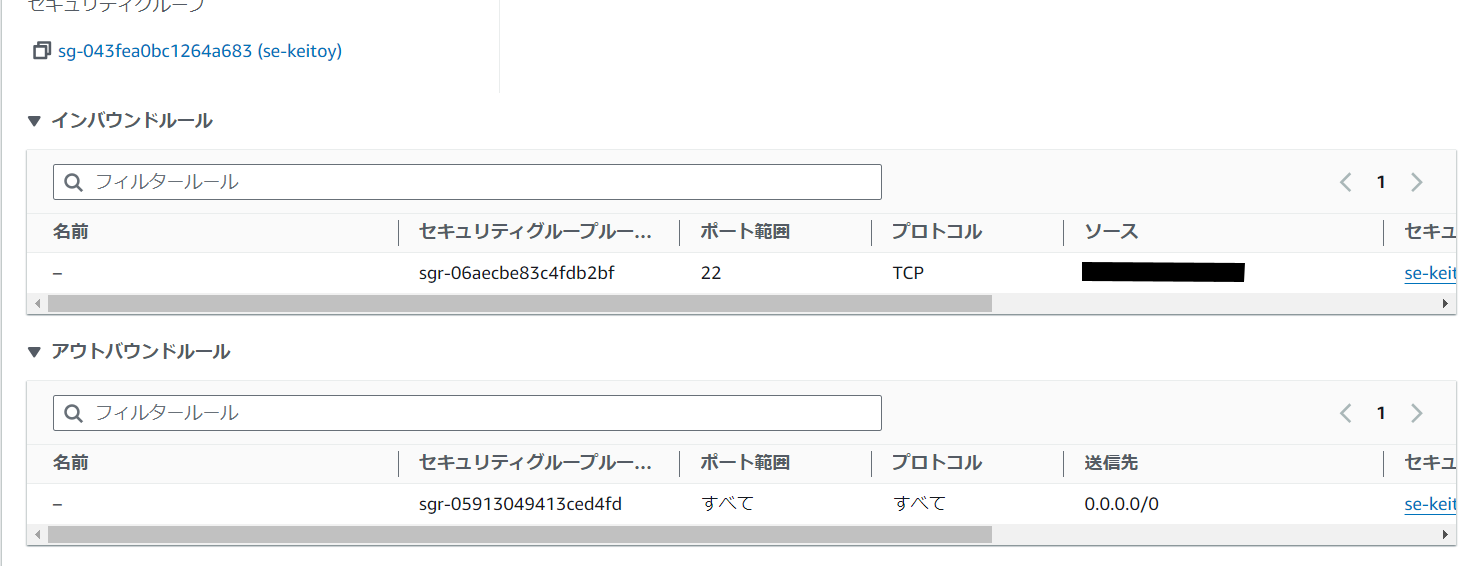 セキュリティグループ
sg-043fea0bc1264a683 (se-keitoy)
▼ インバウンドルール
フィルタールール
1
名前 セキュリティグループルー... ポート範囲 プロトコル ソース セキュ
– sgr-06aecbe83c4fdb2bf 22 TCP se-keit
▼ アウトバウンドルール
フィルタールール
1
名前 セキュリティグループルー... ポート範囲 プロトコル 送信先 セキュ
– sgr-05913049413ced4fd すべて すべて 0.0.0.0/0 se-keit